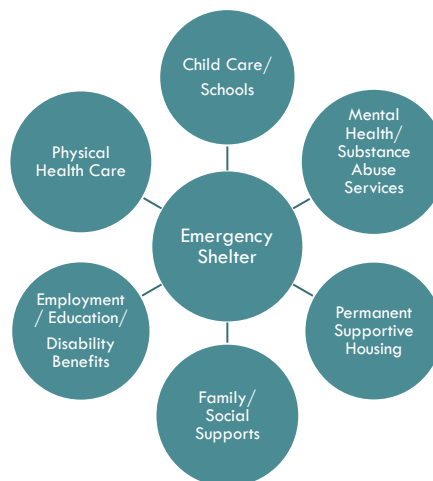 Child Care/
Schools
Mental
Health/
Substance
Abuse
Services
Physical
Health Care
Emergency
Shelter
Employment
/ Education/
Disability
Benefits
Permanent
Supportive
Housing
Family/
Social
Supports